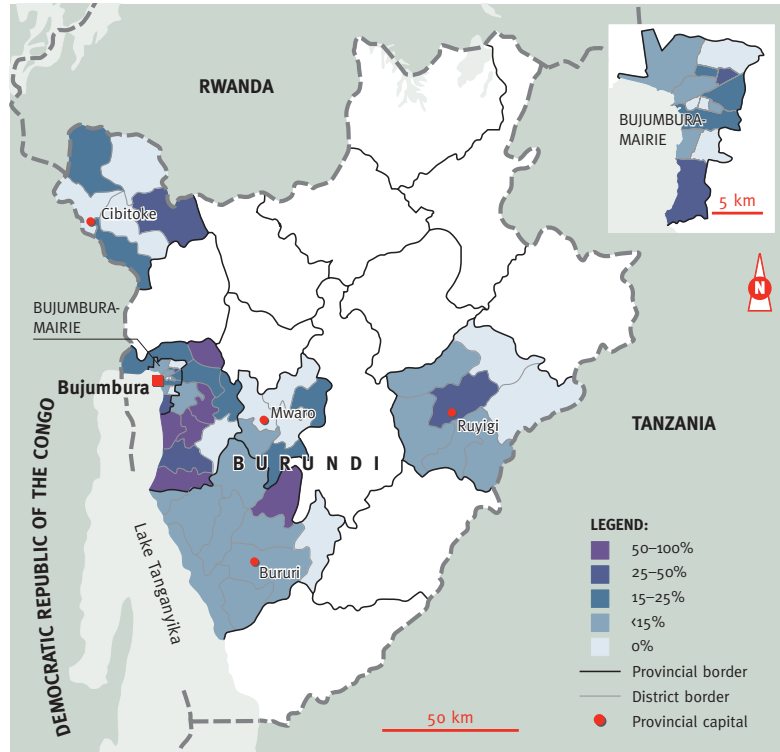 RWANDA
BUJUMBURA-
MAIRIE
5 km
Cibitoke
N
BUJUMBURA-
MAIRIE
Bujumbura
Mwaro
Ruyigi
TANZANIA
BURUNDI
DEMOCRATIC REPUBLIC OF THE CONGO
Lake Tanganyika
Bururi
LEGEND:
50–100%
25–50%
15–25%
<15%
0%
Provincial border
District border
Provincial capital
50 km